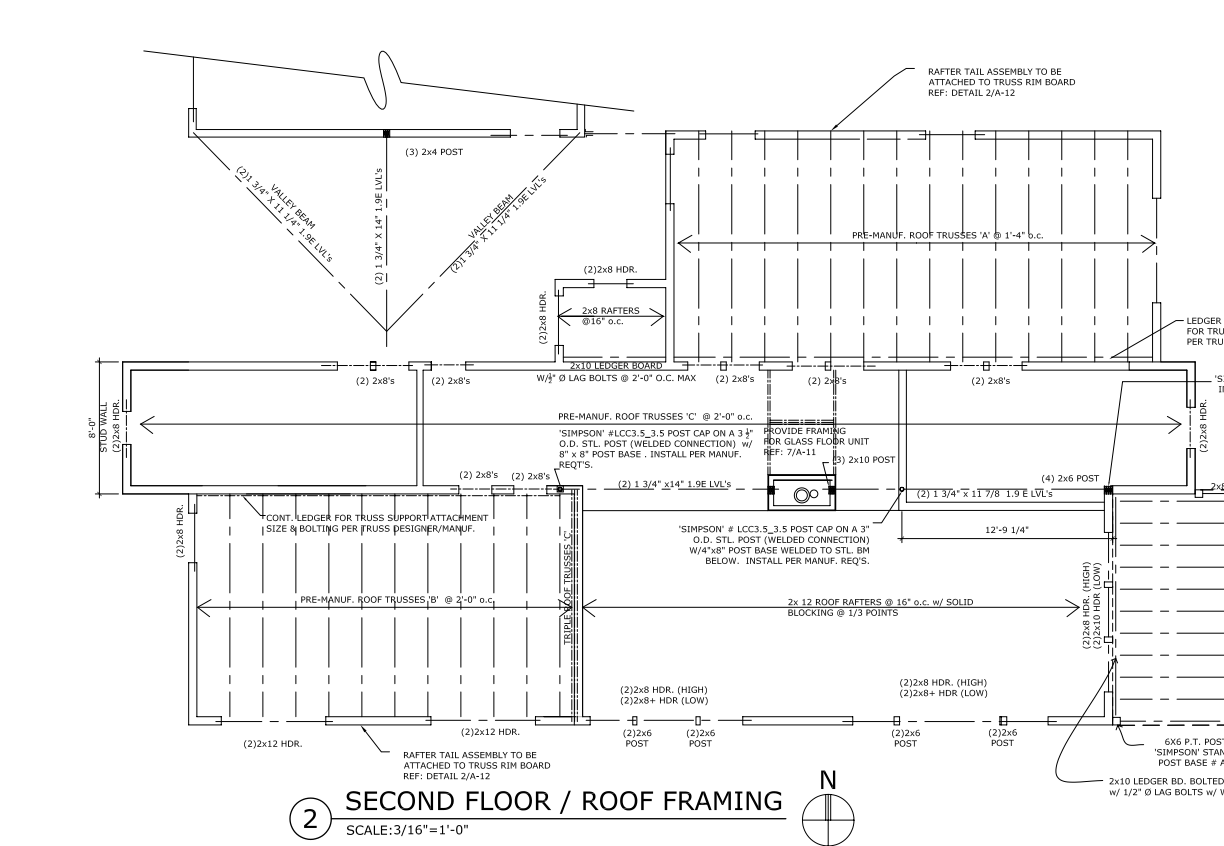 RAFTER TAIL ASSEMBLY TO BE
ATTACHED TO TRUSS RIM BOARD
REF: DETAIL 2/A-12
(3) 2x4 POST
VALLEY BEAM
(2)1 3/4" X 11 1/4" 1.9E LVL's
(2) 1 3/4" X 14" 1.9E LVL's
VALLEY BEAM
(2)1 3/4" X 11 1/4" 1.9E LVL's
PRE-MANUF. ROOF TRUSSES 'A' @ 1'-4" o.c.
(2)2x8 HDR.
(2)2x8 HDR.
2x8 RAFTERS
@16" o.c.
LEDGER
FOR TRU
PER TRU
2x10 LEDGER BOARD
W/½" Ø LAG BOLTS @ 2'-0" O.C. MAX
(2) 2x8's
(2) 2x8's
(2) 2x8's
(2) 2x8's
(2) 2x8's
'S
I
8'-0"
STUD WALL
(2)2x8 HDR.
PRE-MANUF. ROOF TRUSSES 'C' @ 2'-0" o.c.
(2)2x8 HDR.
'SIMPSON' #LCC3.5_3.5 POST CAP ON A 3 ½"
O.D. STL. POST (WELDED CONNECTION) w/
8" x 8" POST BASE . INSTALL PER MANUF.
REQT'S.
PROVIDE FRAMING
FOR GLASS FLOOR UNIT
REF: 7/A-11
(3) 2x10 POST
(2) 2x8's
(2) 2x8's
(2) 1 3/4" x14" 1.9E LVL's
(4) 2x6 POST
(2) 1 3/4" x 11 7/8 1.9 E LVL's
2x8
(2)2x8 HDR.
CONT. LEDGER FOR TRUSS SUPPORT ATTACHMENT
SIZE & BOLTING PER TRUSS DESIGNER/MANUF.
'SIMPSON' # LCC3.5_3.5 POST CAP ON A 3"
O.D. STL. POST (WELDED CONNECTION)
W/4"x8" POST BASE WELDED TO STL. BM
BELOW. INSTALL PER MANUF. REQ'S.
12'-9 1/4"
TRIPLE ROOF TRUSSES 'C'
(2)2x8 HDR. (HIGH)
(2)2x10 HDR (LOW)
PRE-MANUF. ROOF TRUSSES 'B' @ 2'-0" o.c.
2x 12 ROOF RAFTERS @ 16" o.c. w/ SOLID
BLOCKING @ 1/3 POINTS
(2)2x8 HDR. (HIGH)
(2)2x8+ HDR (LOW)
(2)2x8 HDR. (HIGH)
(2)2x8+ HDR (LOW)
(2)2x12 HDR.
(2)2x12 HDR.
(2)2x6
POST
(2)2x6
POST
(2)2x6
POST
(2)2x6
POST
RAFTER TAIL ASSEMBLY TO BE
ATTACHED TO TRUSS RIM BOARD
REF: DETAIL 2/A-12
6X6 P.T. POST
'SIMPSON' STAN
POST BASE # A
2x10 LEDGER BD. BOLTED
w/ 1/2" Ø LAG BOLTS w/ W
2
SECOND FLOOR / ROOF FRAMING
SCALE:3/16"=1'-0"
N